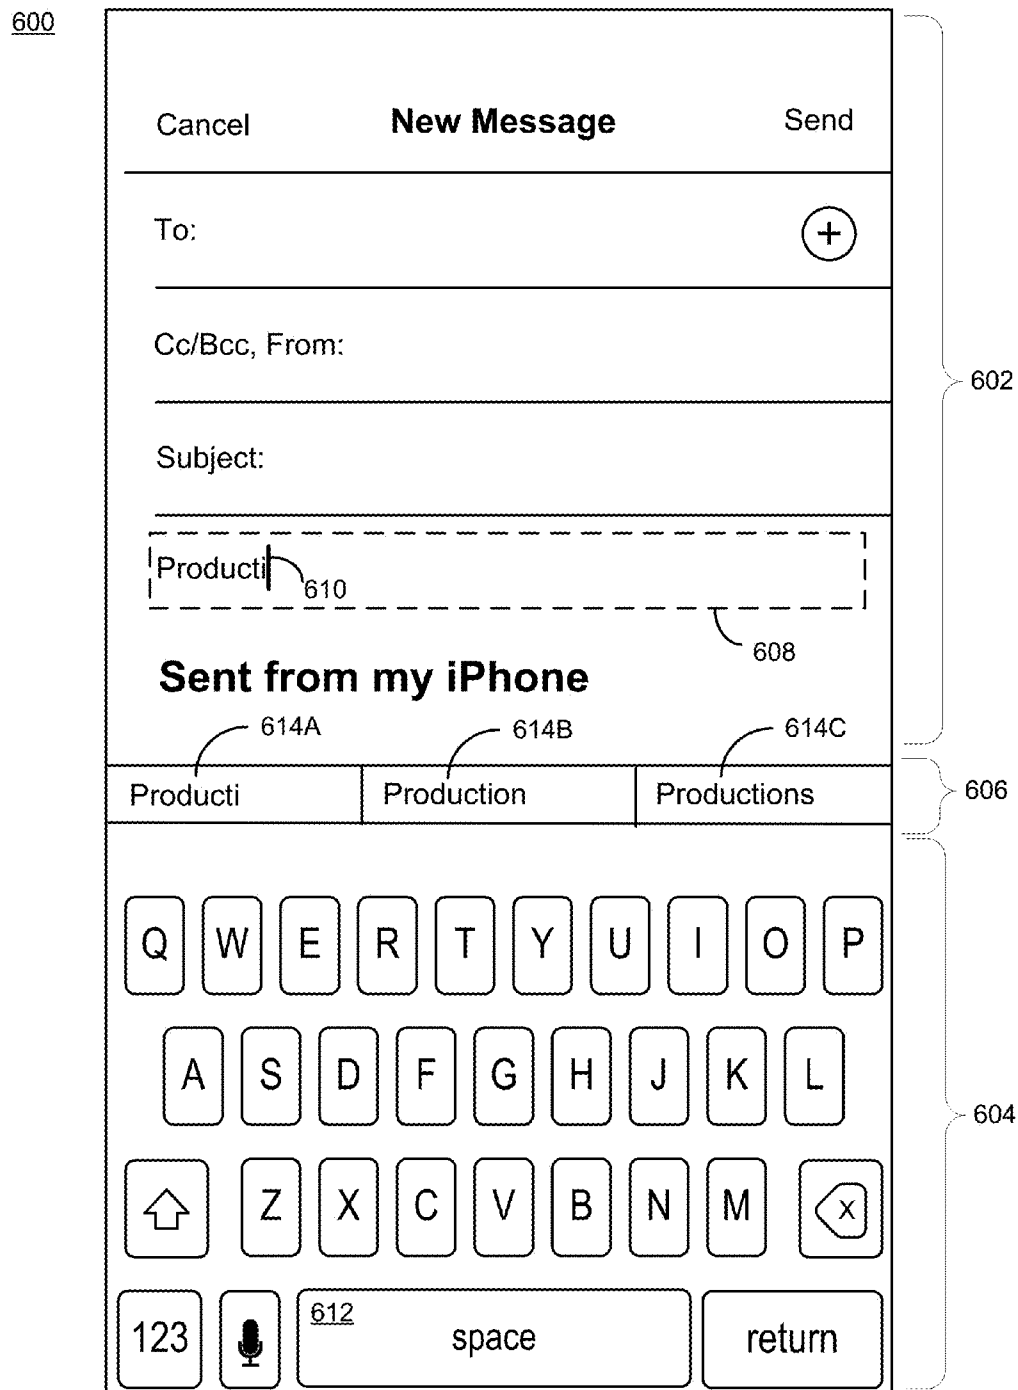 600
Cancel New Message Send
To: +
Cc/Bcc, From:
602
Subject:
Producti
610
608
Sent from my iPhone
614A 614B 614C
Producti Production Productions
606
Q W E R T Y U I O P
A S D F G H J K L
604
Z X C V B N M X
612
123 space return